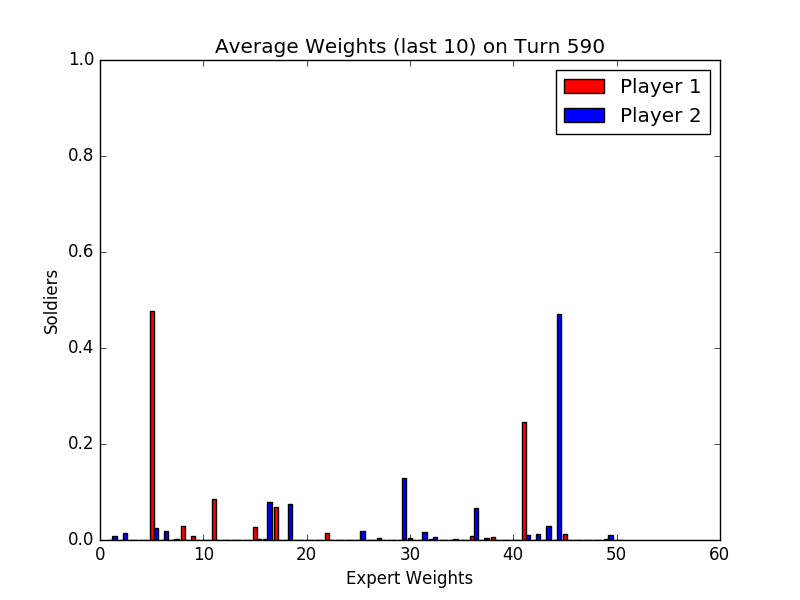 Average Weights (last 10) on Turn 590
1.0
Player 1
Player 2
0.8
0.6
Soldiers
0.4
0.2
0.0
0 10 20 30 40 50 60
Expert Weights